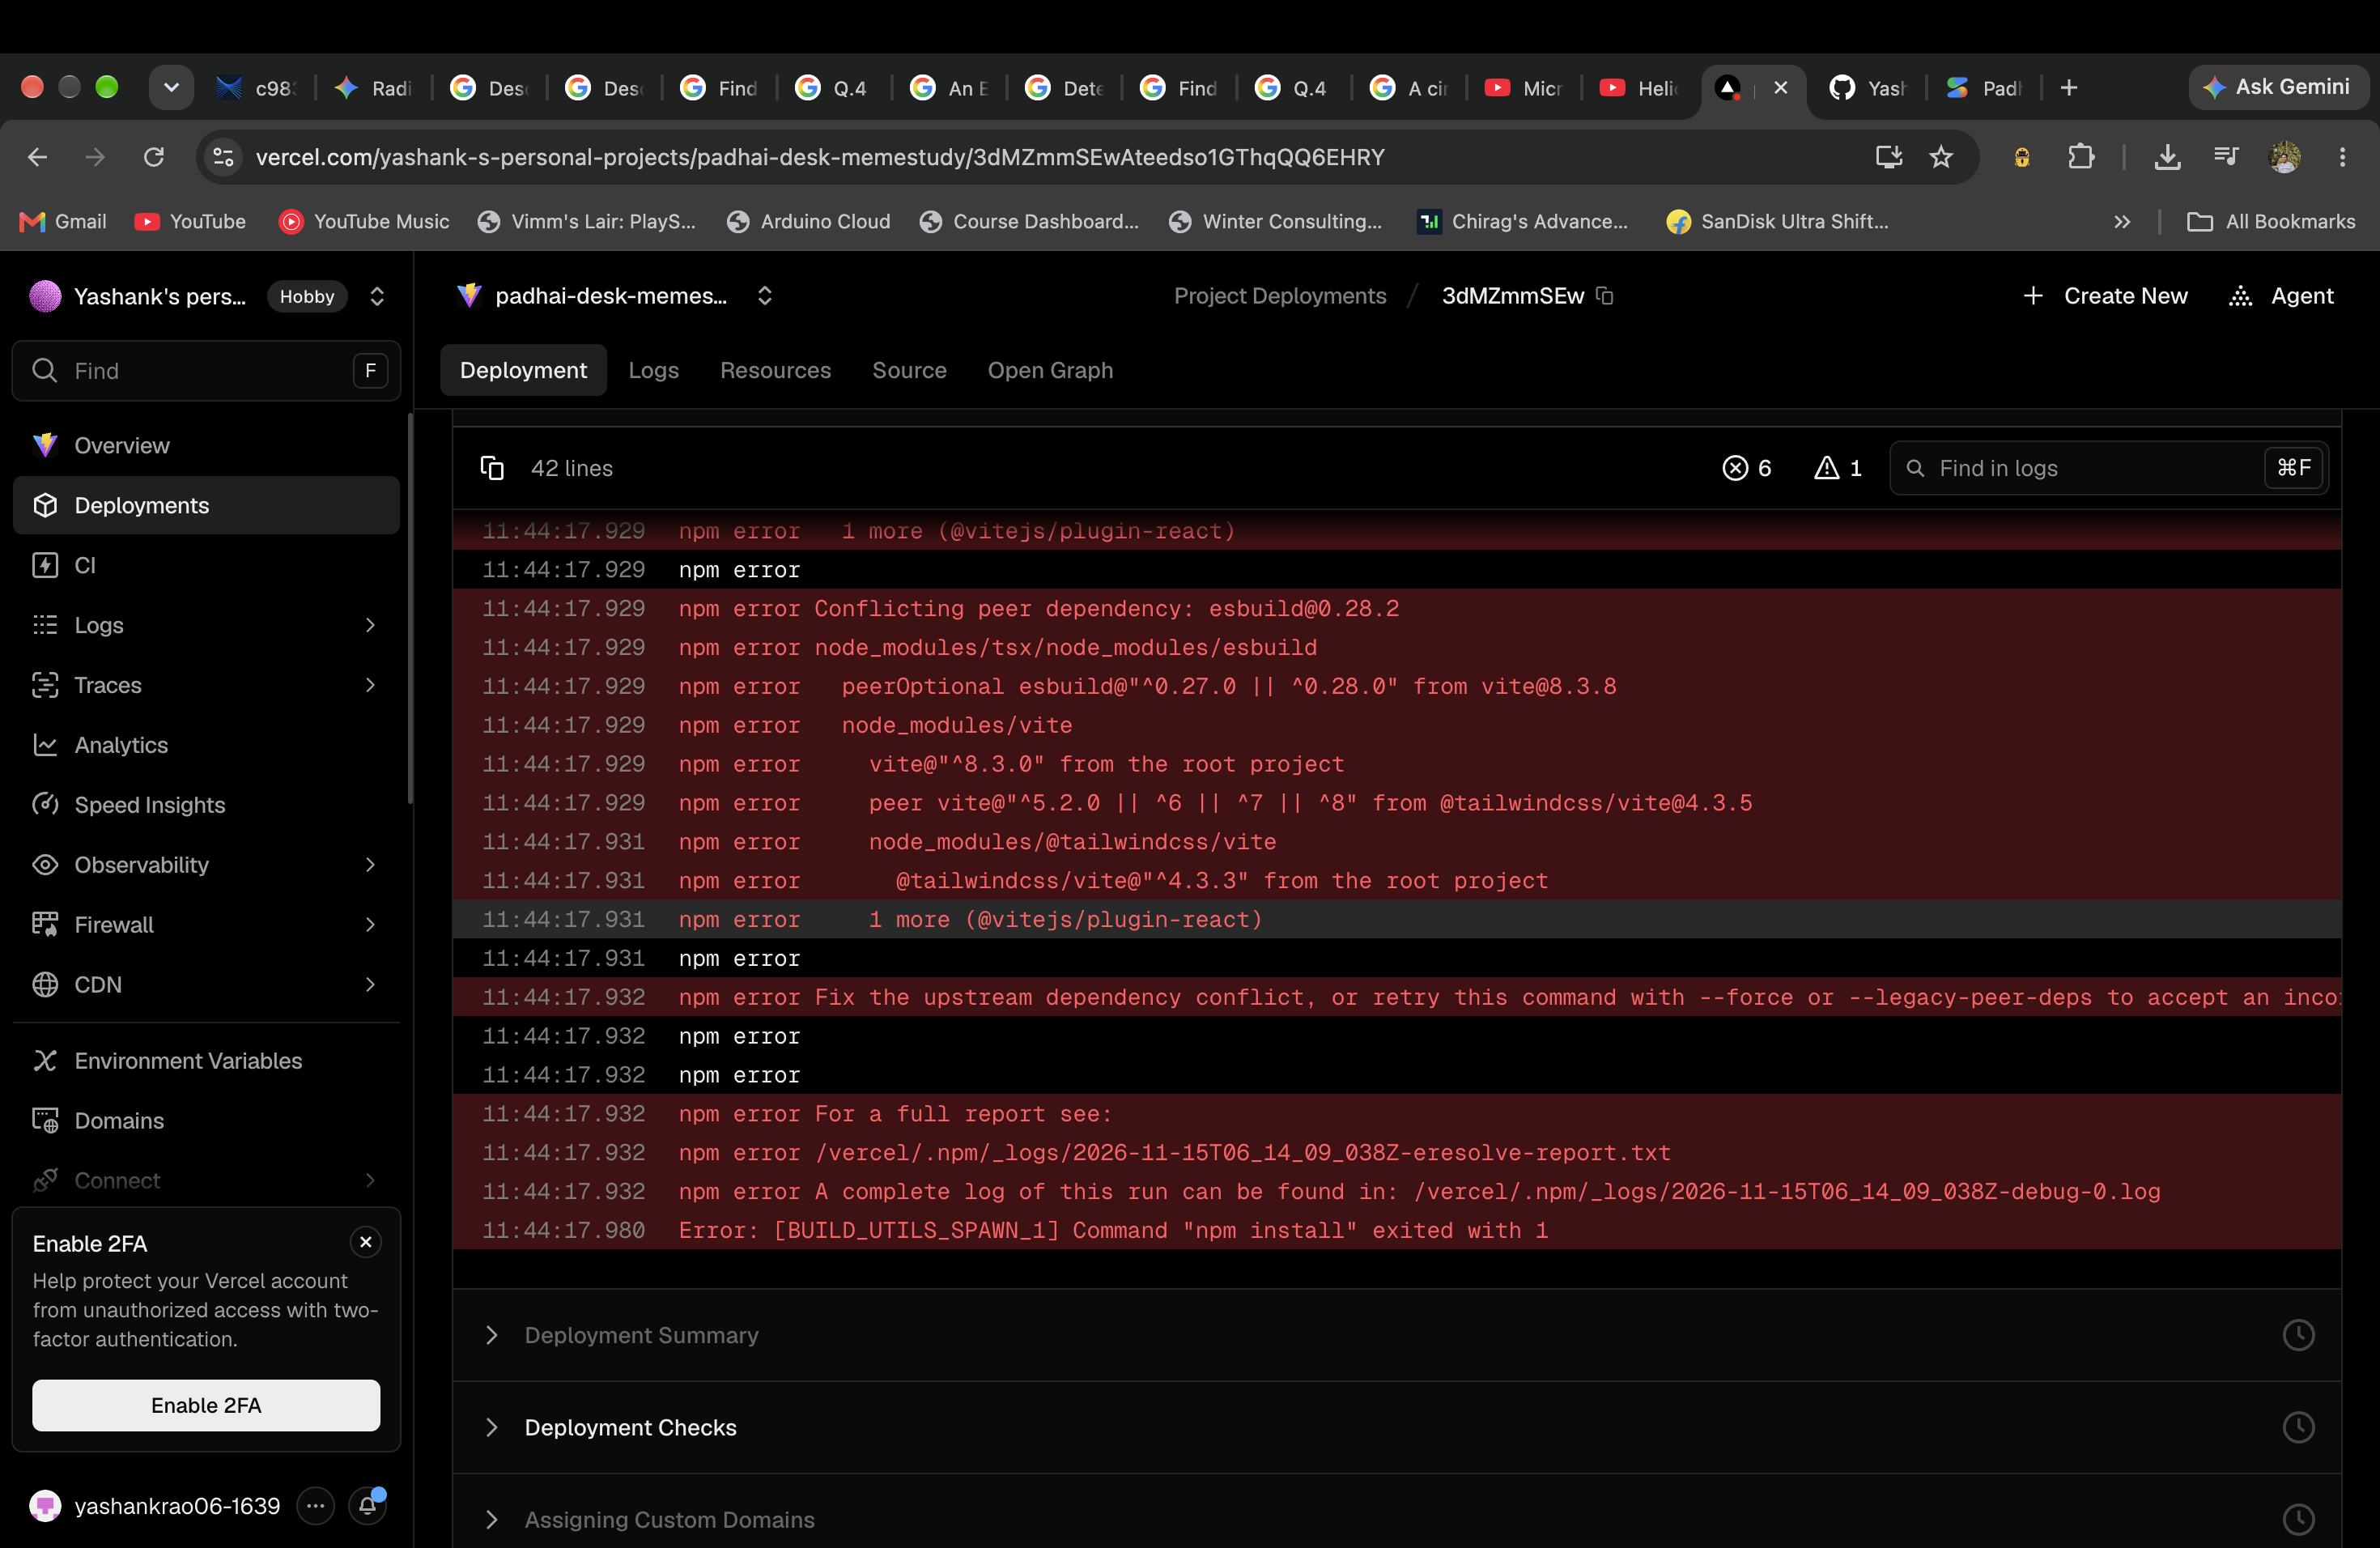 c983
Radi
Desc
Desc
Find
Q.4
An E
Dete
Find
Q.4
A cir
Micr
Heli
Yash
Padh
Ask Gemini
vercel.com/yashank-s-personal-projects/padhai-desk-memestudy/3dMZmmSEwAteedso1GThqQQ6EHRY
Gmail
YouTube
YouTube Music
Vimm's Lair: PlayS...
Arduino Cloud
Course Dashboard...
Winter Consulting...
Chirag's Advance...
SanDisk Ultra Shift...
All Bookmarks
Yashank's pers... Hobby
padhai-desk-memes...
Project Deployments / 3dMZmmSEw
Create New
Agent
Find F
Deployment
Logs
Resources
Source
Open Graph
Overview
Deployments
CI
Logs
Traces
Analytics
Speed Insights
Observability
Firewall
CDN
Environment Variables
Domains
Connect
Enable 2FA
Help protect your Vercel account
from unauthorized access with two-
factor authentication.
Enable 2FA
yashankrao06-1639
42 lines
6
1
Find in logs ⌘F
11:44:17.929 npm error 1 more (@vitejs/plugin-react)
11:44:17.929 npm error
11:44:17.929 npm error Conflicting peer dependency: esbuild@0.28.2
11:44:17.929 npm error node_modules/tsx/node_modules/esbuild
11:44:17.929 npm error peerOptional esbuild@"^0.27.0 || ^0.28.0" from vite@8.3.8
11:44:17.929 npm error node_modules/vite
11:44:17.929 npm error vite@"^8.3.0" from the root project
11:44:17.929 npm error peer vite@"^5.2.0 || ^6 || ^7 || ^8" from @tailwindcss/vite@4.3.5
11:44:17.931 npm error node_modules/@tailwindcss/vite
11:44:17.931 npm error @tailwindcss/vite@"^4.3.3" from the root project
11:44:17.931 npm error 1 more (@vitejs/plugin-react)
11:44:17.931 npm error
11:44:17.932 npm error Fix the upstream dependency conflict, or retry this command with --force or --legacy-peer-deps to accept an inco
11:44:17.932 npm error
11:44:17.932 npm error
11:44:17.932 npm error For a full report see:
11:44:17.932 npm error /vercel/.npm/_logs/2026-11-15T06_14_09_038Z-eresolve-report.txt
11:44:17.932 npm error A complete log of this run can be found in: /vercel/.npm/_logs/2026-11-15T06_14_09_038Z-debug-0.log
11:44:17.980 Error: [BUILD_UTILS_SPAWN_1] Command "npm install" exited with 1
Deployment Summary
Deployment Checks
Assigning Custom Domains